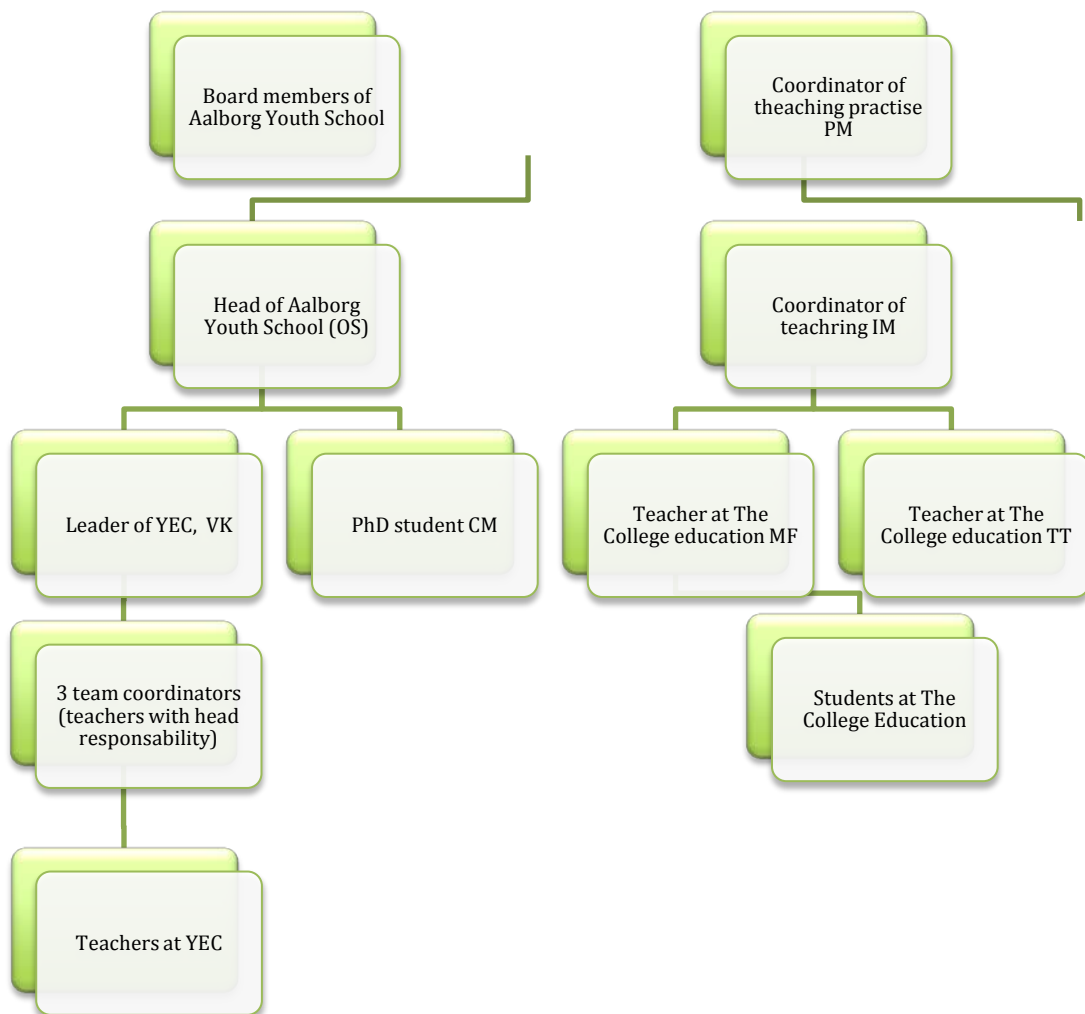 Board members of
Aalborg Youth School
Coordinator of
theaching practise
PM
Head of Aalborg
Youth School (OS)
Coordinator of
teachring IM
Leader of YEC, VK
PhD student CM
Teacher at The
College education MF
Teacher at The
College education TT
3 team coordinators
(teachers with head
responsability)
Students at The
College Education
Teachers at YEC